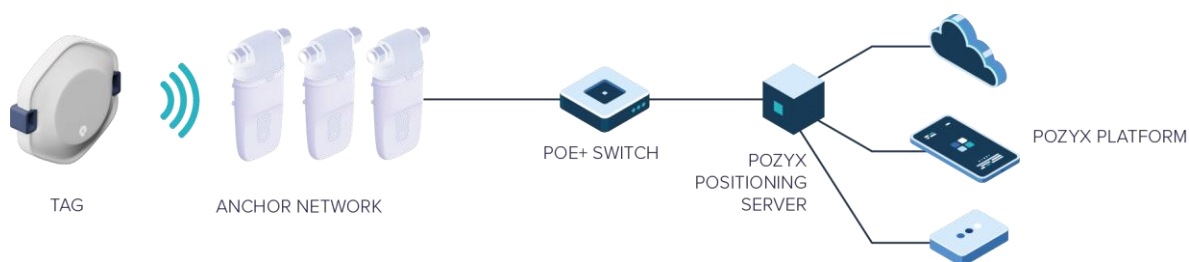 TAG
ANCHOR NETWORK
POE+ SWITCH
POZYX
POSITIONING
SERVER
POZYX PLATFORM